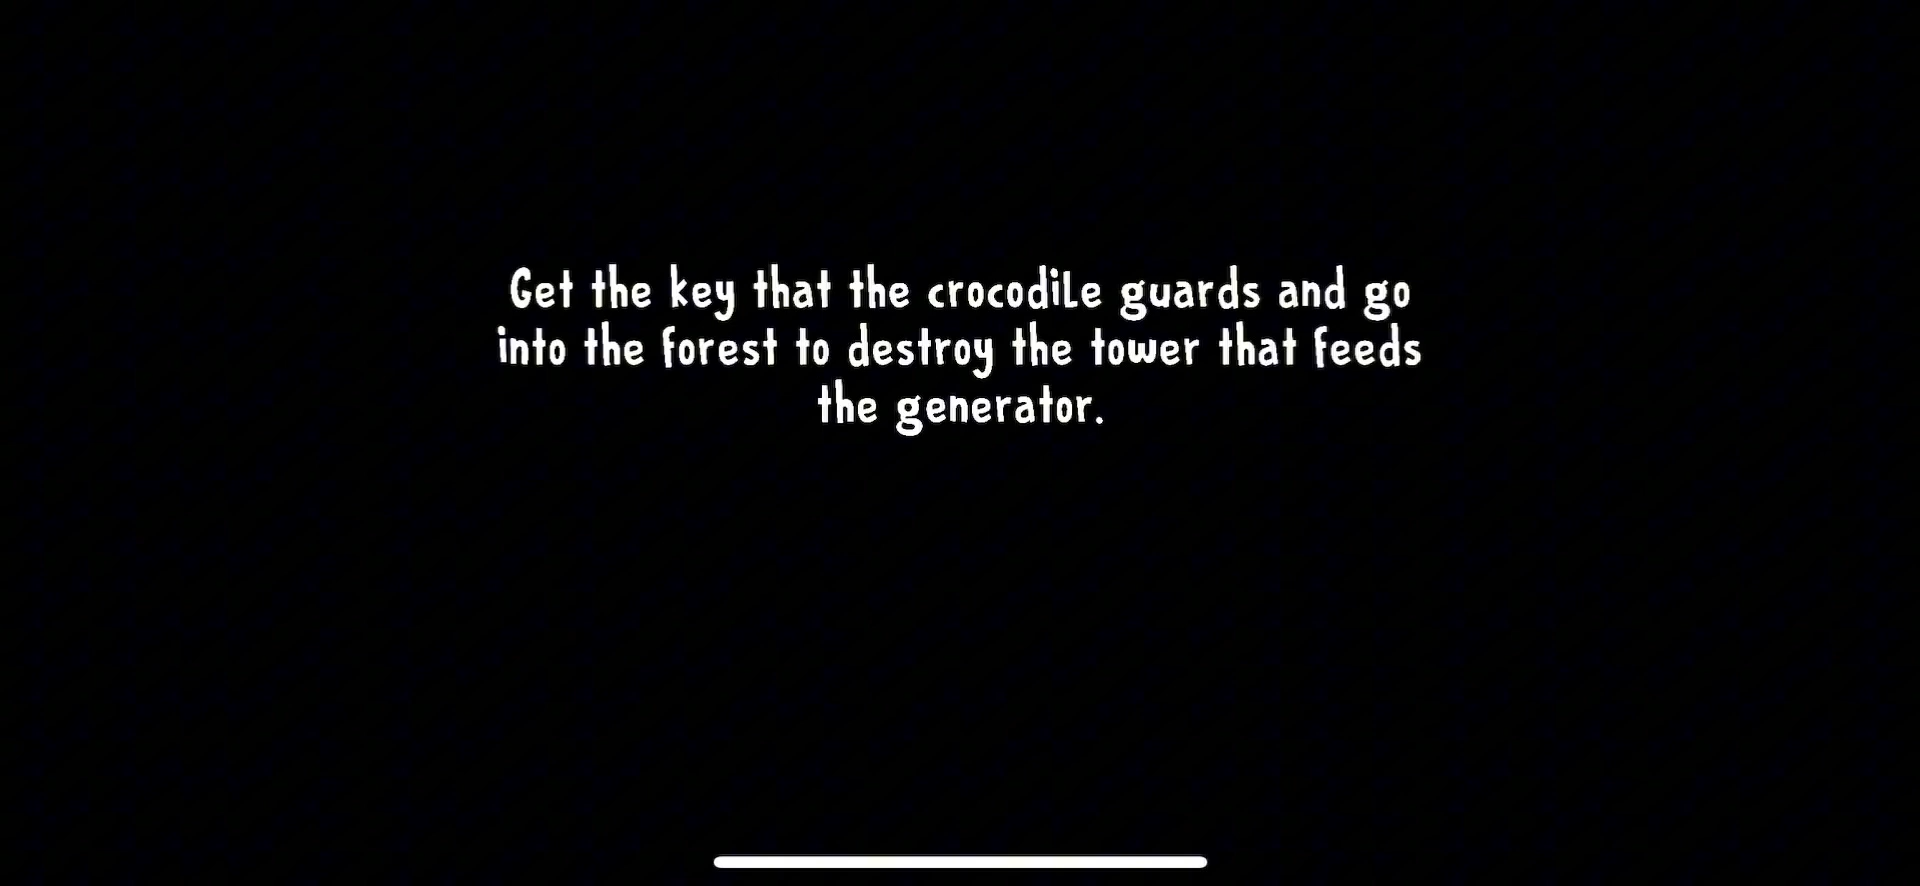 Get the key that the crocodile guards and go
into the forest to destroy the tower that feeds
the generator.